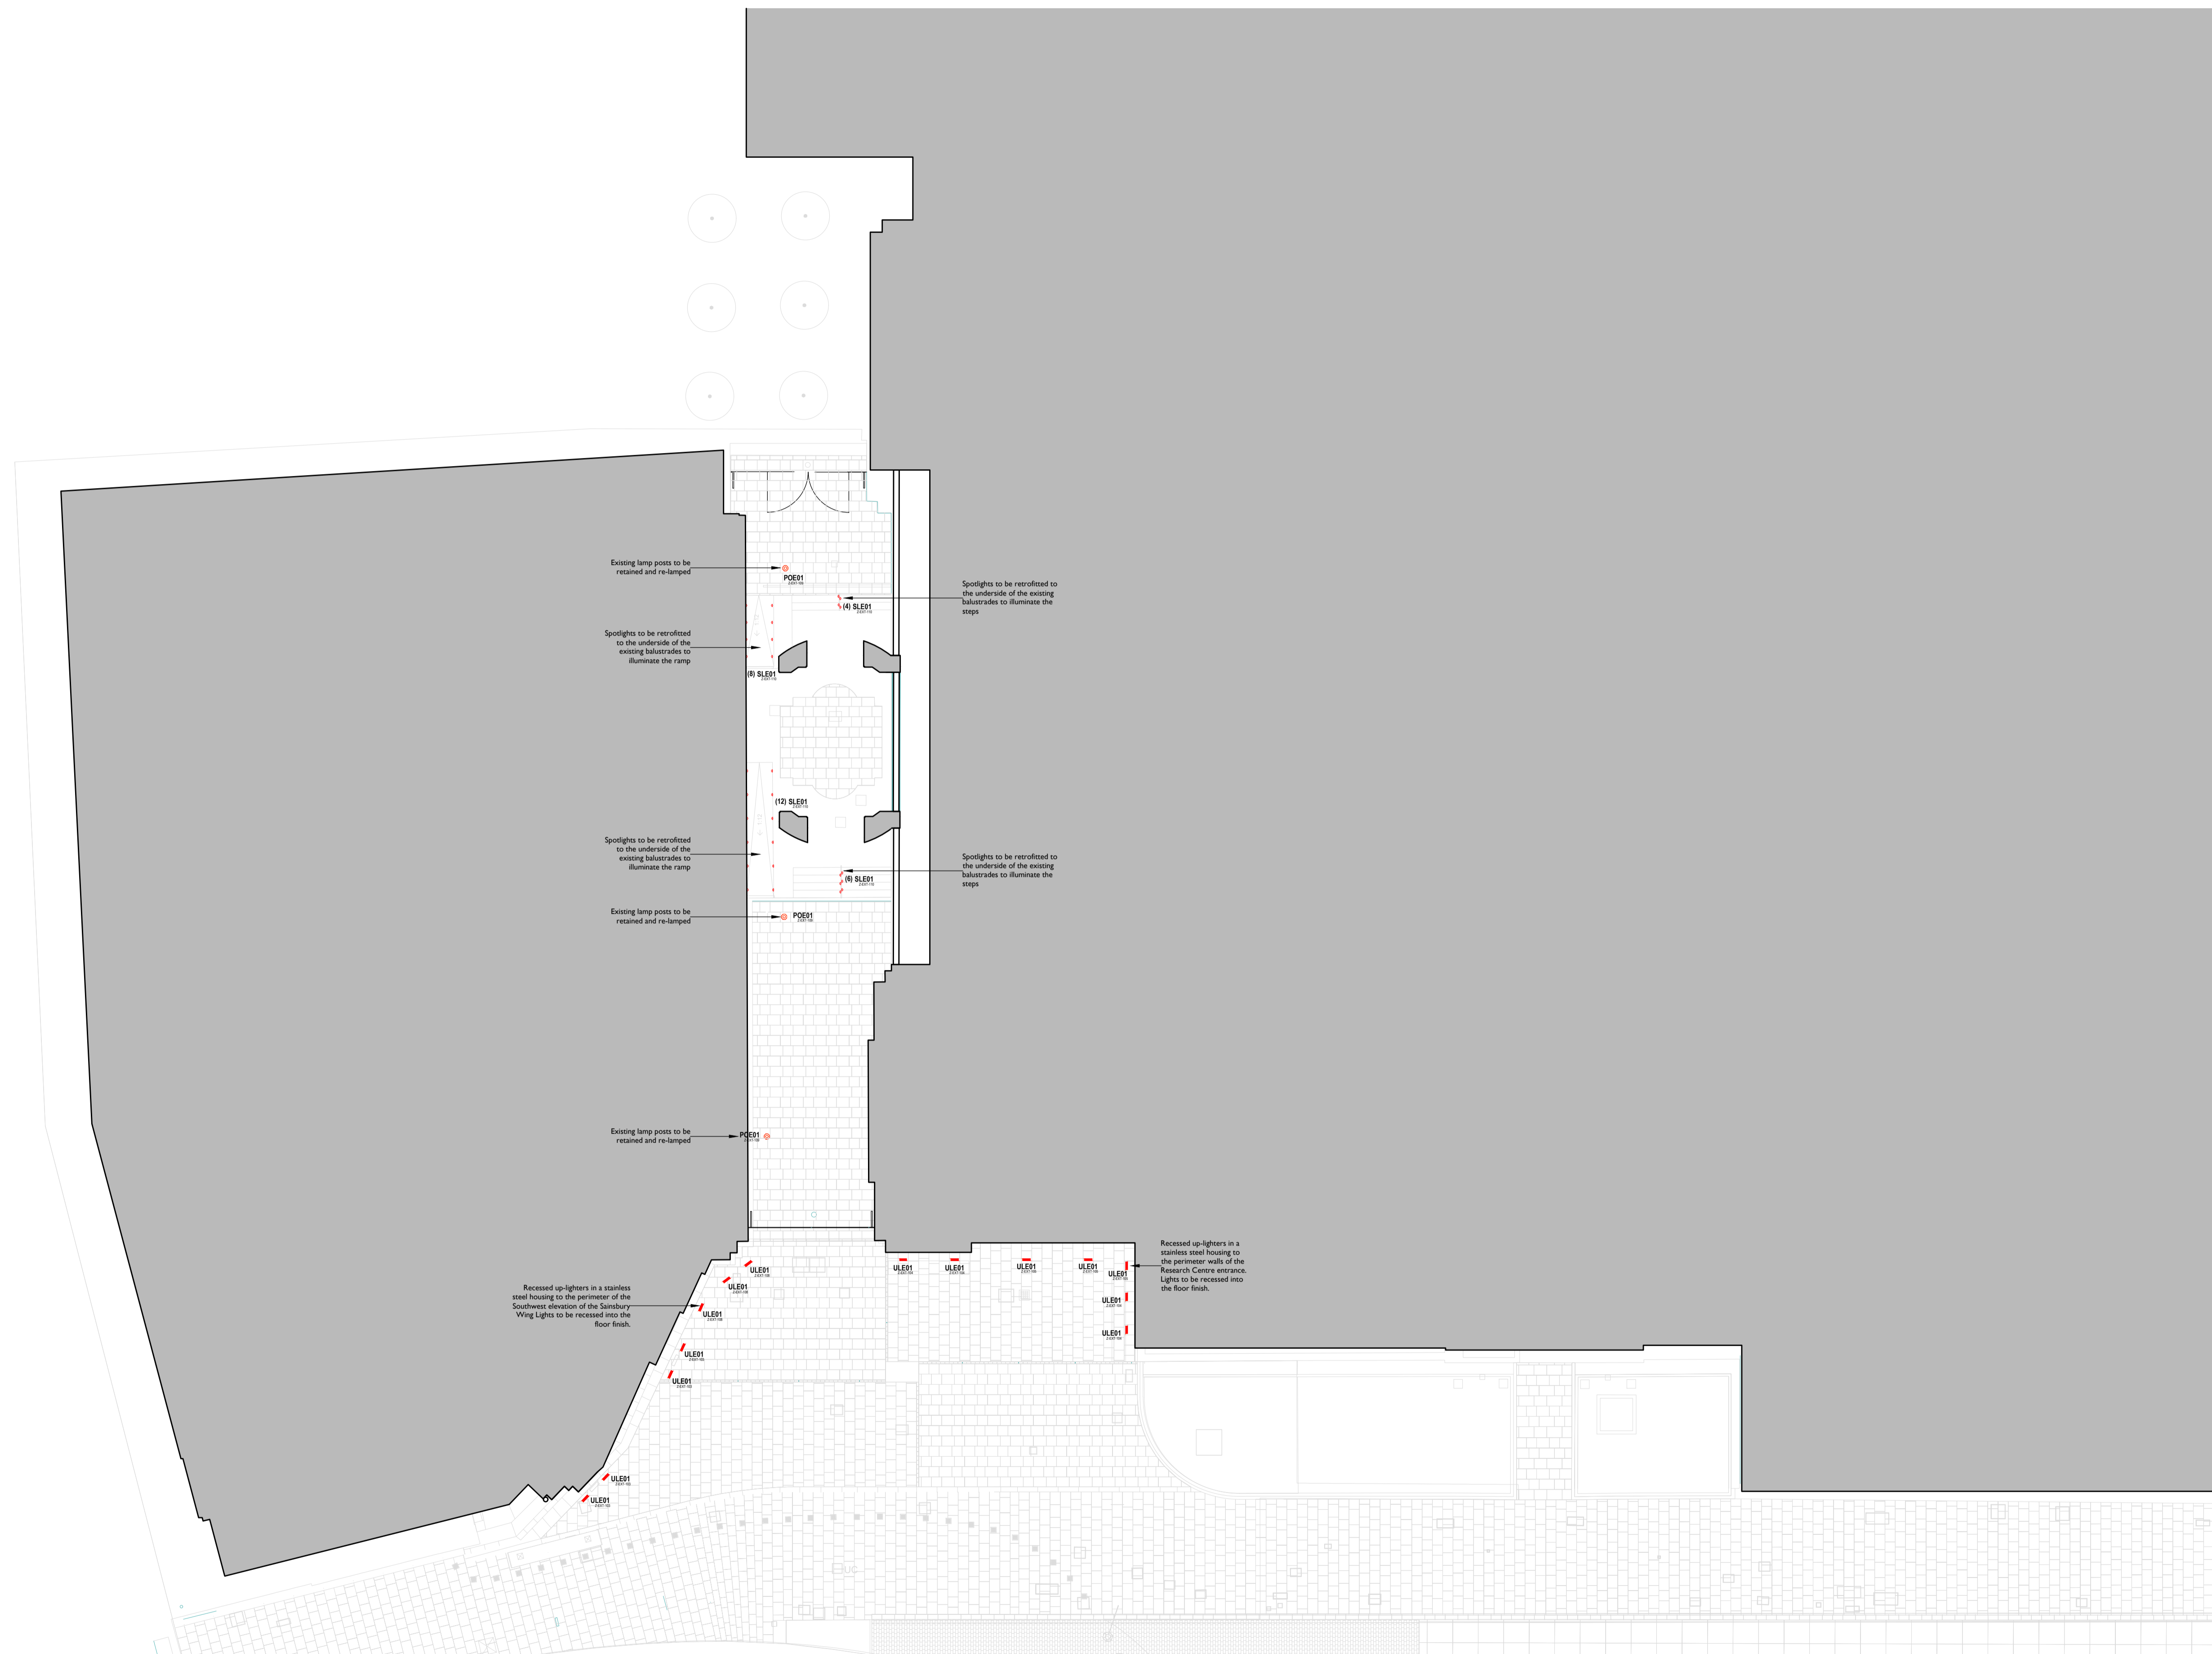 Existing lamp posts to be
retained and re-lamped
POE01
Spotlights to be retrofitted to
the underside of the existing
balustrades to illuminate the
steps
(4) SLE01
Spotlights to be retrofitted
to the underside of the
existing balustrades to
illuminate the ramp
(8) SLE01
(12) SLE01
Spotlights to be retrofitted
to the underside of the
existing balustrades to
illuminate the ramp
Spotlights to be retrofitted to
the underside of the existing
balustrades to illuminate the
steps
(6) SLE01
Existing lamp posts to be
retained and re-lamped
POE01
Existing lamp posts to be
retained and re-lamped
POE01
Recessed up-lighters in a
stainless steel housing to
the perimeter walls of the
Research Centre entrance.
Lights to be recessed into
the floor finish.
ULE01
ULE01
ULE01
ULE01
ULE01
ULE01
ULE01
Recessed up-lighters in a stainless
steel housing to the perimeter of the
Southwest elevation of the Sainsbury
Wing Lights to be recessed into the
floor finish.
ULE01
ULE01
ULE01
ULE01
ULE01
ULE01
ULE01
UC